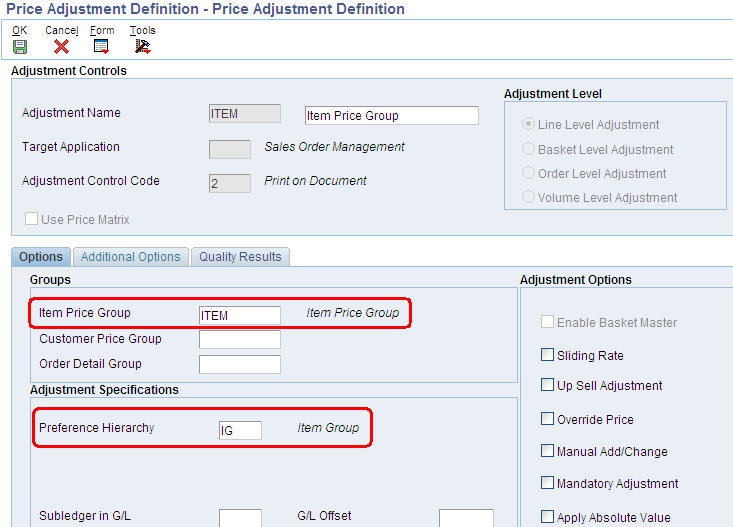 Price Adjustment Definition - Price Adjustment Definition
OK Cancel Form Tools
Adjustment Controls
Adjustment Level
Adjustment Name ITEM Item Price Group
Line Level Adjustment
Target Application Sales Order Management
Basket Level Adjustment
Order Level Adjustment
Adjustment Control Code 2 Print on Document
Volume Level Adjustment
Use Price Matrix
Options Additional Options Quality Results
Groups
Item Price Group ITEM Item Price Group
Customer Price Group
Order Detail Group
Adjustment Specifications
Preference Hierarchy IG Item Group
Subledger in G/L G/L Offset
Adjustment Options
Enable Basket Master
Sliding Rate
Up Sell Adjustment
Override Price
Manual Add/Change
Mandatory Adjustment
Apply Absolute Value